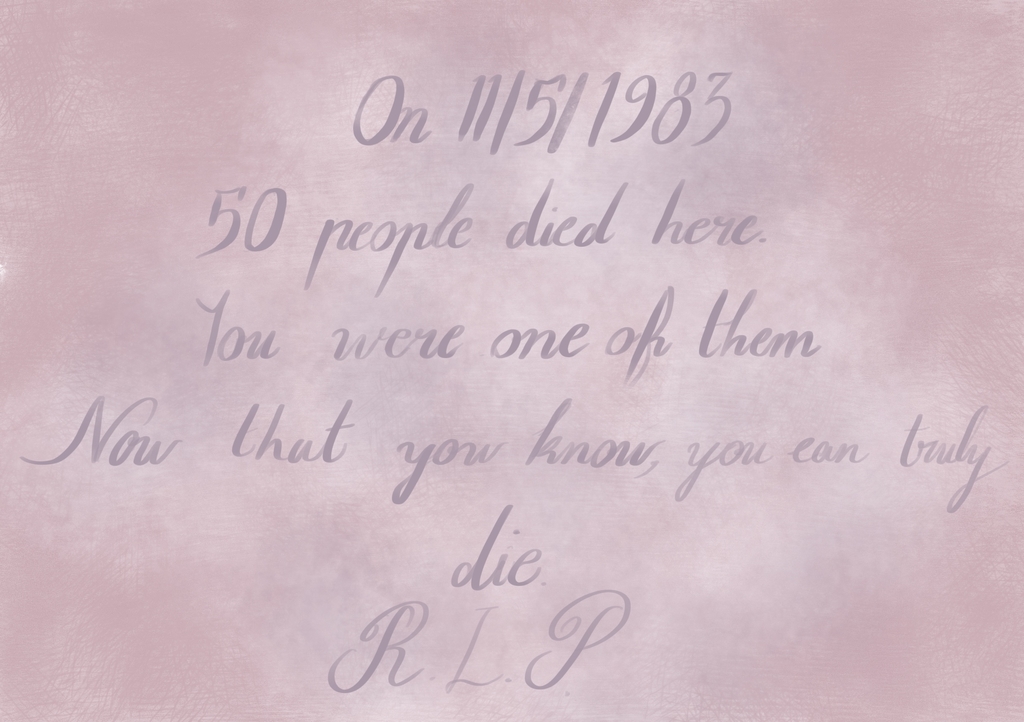 On 11/5/1983
50 people died here.
You were one of them
Now that you know, you can truly
die.
R.I.P